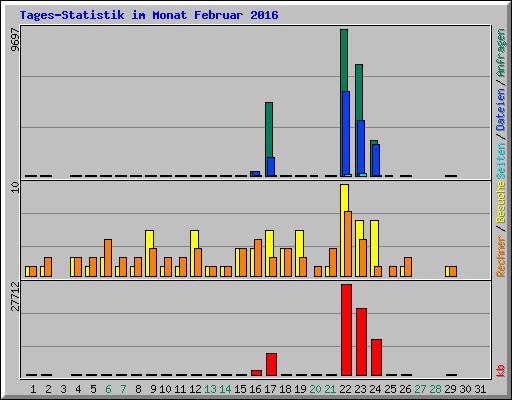 Tages-Statistik im Monat Februar 2016
9697
10
27712
Rechner / Besuche Seiten / Dateien / Anfragen
kb
1 2 3 4 5 6 7 8 9 10 11 12 13 14 15 16 17 18 19 20 21 22 23 24 25 26 27 28 29 30 31